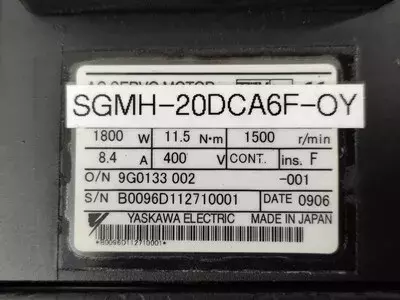 AC SERVO MOTOR
SGMH-20DCA6F-OY
1800 W 11.5 N·m 1500 r/min
8.4 A 400 V CONT. ins. F
O/N 9G0133 002 -001
S/N B0096D112710001 DATE 0906
YASKAWA ELECTRIC MADE IN JAPAN
*B0096D112710001*